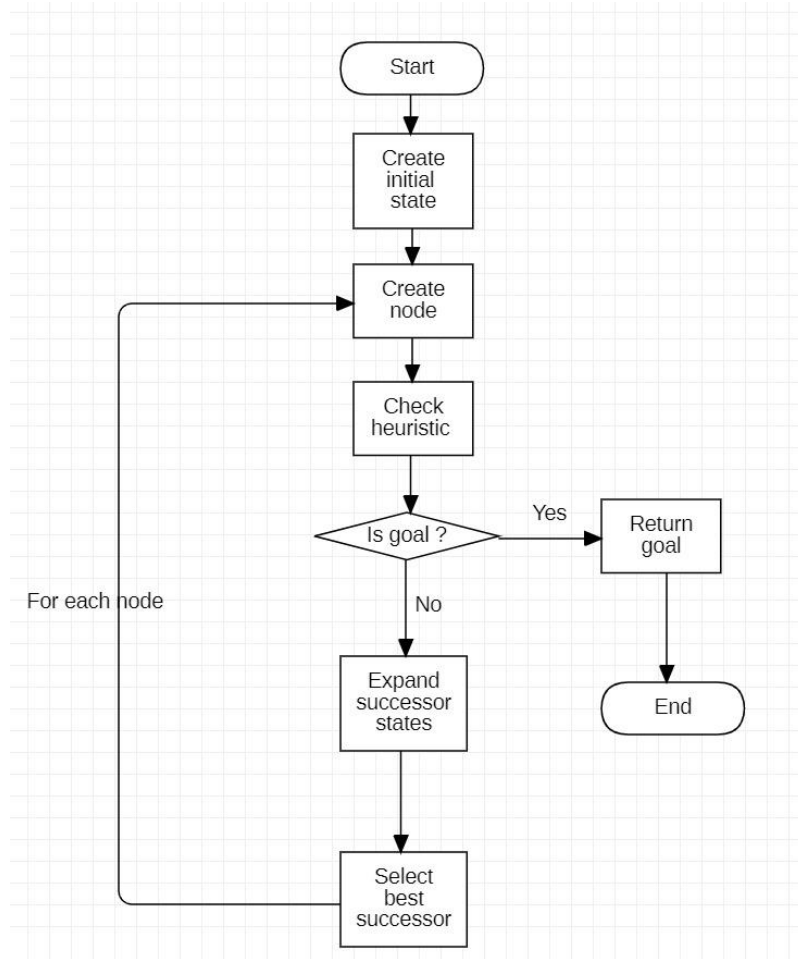 Start
Create
initial
state
Create
node
Check
heuristic
Is goal ?
Yes
Return
goal
For each node
No
Expand
successor
states
End
Select
best
successor